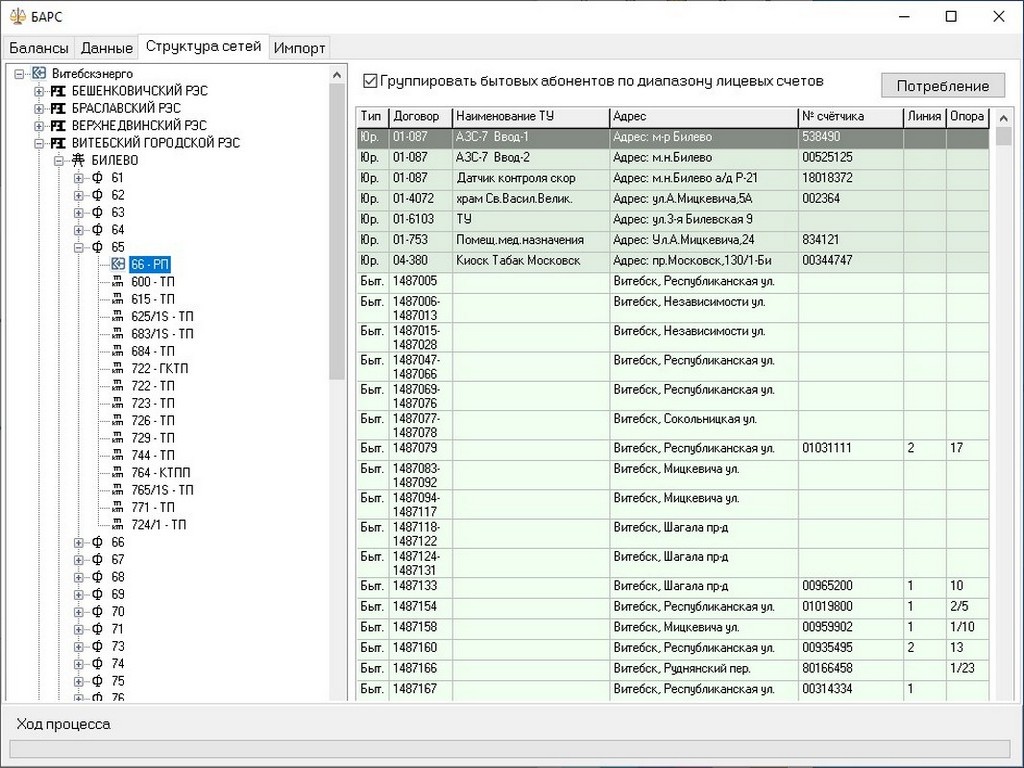 БАРС
Балансы Данные Структура сетей Импорт
Витебскэнерго
БЕШЕНКОВИЧСКИЙ РЭС
БРАСЛАВСКИЙ РЭС
ВЕРХНЕДВИНСКИЙ РЭС
ВИТЕБСКИЙ ГОРОДСКОЙ РЭС
БИЛЕВО
Ф 61
Ф 62
Ф 63
Ф 64
Ф 65
66 - РП
600 - ТП
615 - ТП
625/1S - ТП
683/1S - ТП
684 - ТП
722 - ГКТП
722 - ТП
723 - ТП
726 - ТП
729 - ТП
744 - ТП
764 - КТПП
765/1S - ТП
771 - ТП
724/1 - ТП
Ф 66
Ф 67
Ф 68
Ф 69
Ф 70
Ф 71
Ф 73
Ф 74
Ф 75
Ф 76
Группировать бытовых абонентов по диапазону лицевых счетов
Потребление
Тип Договор Наименование ТУ Адрес № счётчика Линия Опора
Юр. 01-087 АЗС-7 Ввод-1 Адрес: м-р Билево 538490
Юр. 01-087 АЗС-7 Ввод-2 Адрес: м.н.Билево 00525125
Юр. 01-087 Датчик контроля скор Адрес: м.н.Билево а/д Р-21 18018372
Юр. 01-4072 храм Св.Васил.Велик. Адрес: ул.А.Мицкевича,5А 002364
Юр. 01-6103 ТУ Адрес: ул.3-я Билевская 9
Юр. 01-753 Помещ.мед.назначения Адрес: Ул.А.Мицкевича,24 834121
Юр. 04-380 Киоск Табак Московск Адрес: пр.Московск,130/1-Би 00344747
Быт. 1487005 Витебск, Республиканская ул.
Быт. 1487006- Витебск, Независимости ул.
1487013
Быт. 1487015- Витебск, Независимости ул.
1487028
Быт. 1487047- Витебск, Республиканская ул.
1487066
Быт. 1487069- Витебск, Республиканская ул.
1487076
Быт. 1487077- Витебск, Сокольницкая ул.
1487078
Быт. 1487079 Витебск, Республиканская ул. 01031111 2 17
Быт. 1487083- Витебск, Мицкевича ул.
1487092
Быт. 1487094- Витебск, Мицкевича ул.
1487117
Быт. 1487118- Витебск, Шагала пр-д
1487122
Быт. 1487124- Витебск, Шагала пр-д
1487131
Быт. 1487133 Витебск, Шагала пр-д 00965200 1 10
Быт. 1487154 Витебск, Республиканская ул. 01019800 1 2/5
Быт. 1487158 Витебск, Мицкевича ул. 00959902 1 1/10
Быт. 1487160 Витебск, Республиканская ул. 00935495 2 13
Быт. 1487166 Витебск, Руднянский пер. 80166458 1/23
Быт. 1487167 Витебск, Республиканская ул. 00314334 1
Ход процесса